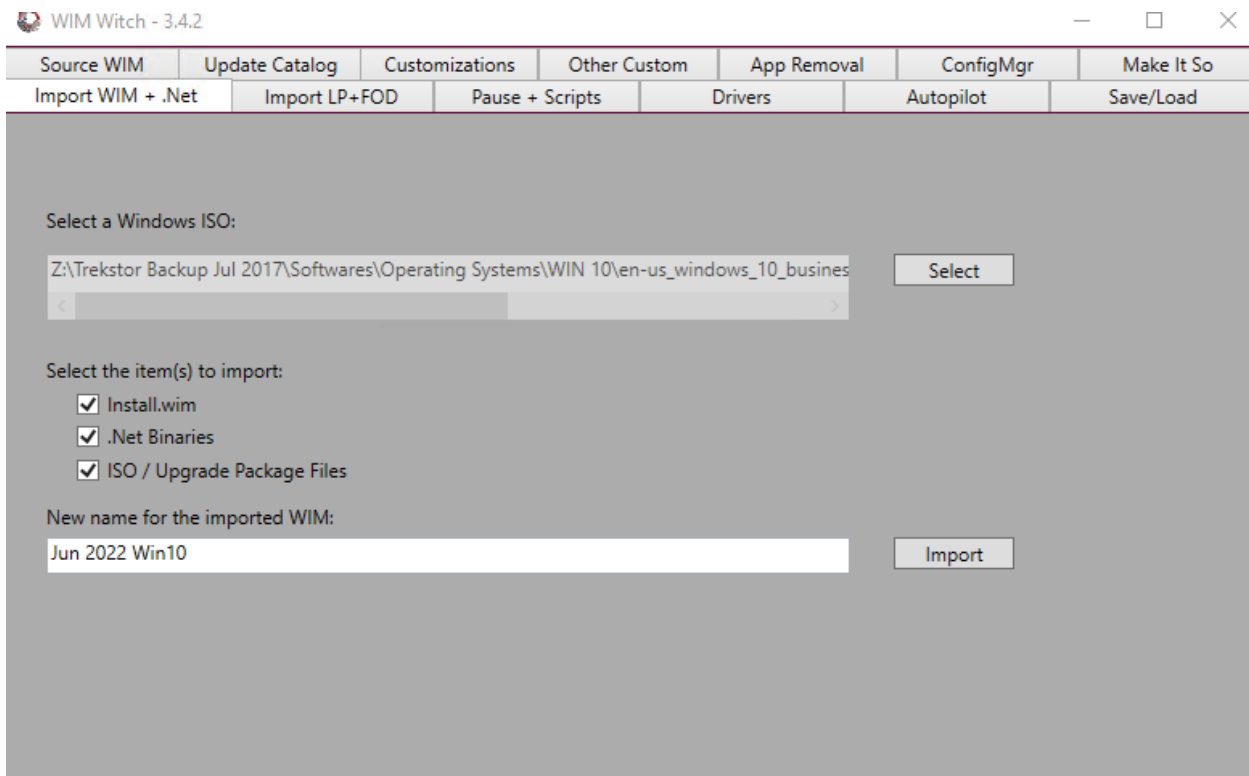 WIM Witch - 3.4.2
Source WIM Update Catalog Customizations Other Custom App Removal ConfigMgr Make It So
Import WIM + .Net Import LP+FOD Pause + Scripts Drivers Autopilot Save/Load
Select a Windows ISO:
Z:\Trekstor Backup Jul 2017\Softwares\Operating Systems\WIN 10\en-us_windows_10_busines Select
Select the item(s) to import:
Install.wim
.Net Binaries
ISO / Upgrade Package Files
New name for the imported WIM:
Jun 2022 Win10 Import